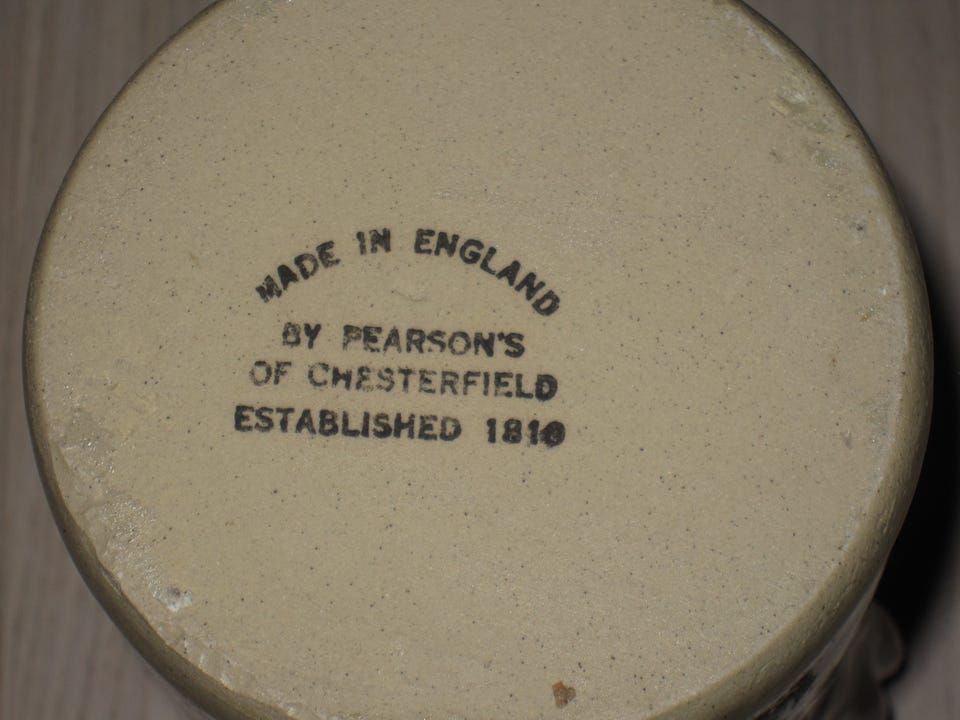 MADE IN ENGLAND
BY PEARSON'S
OF CHESTERFIELD
ESTABLISHED 1810